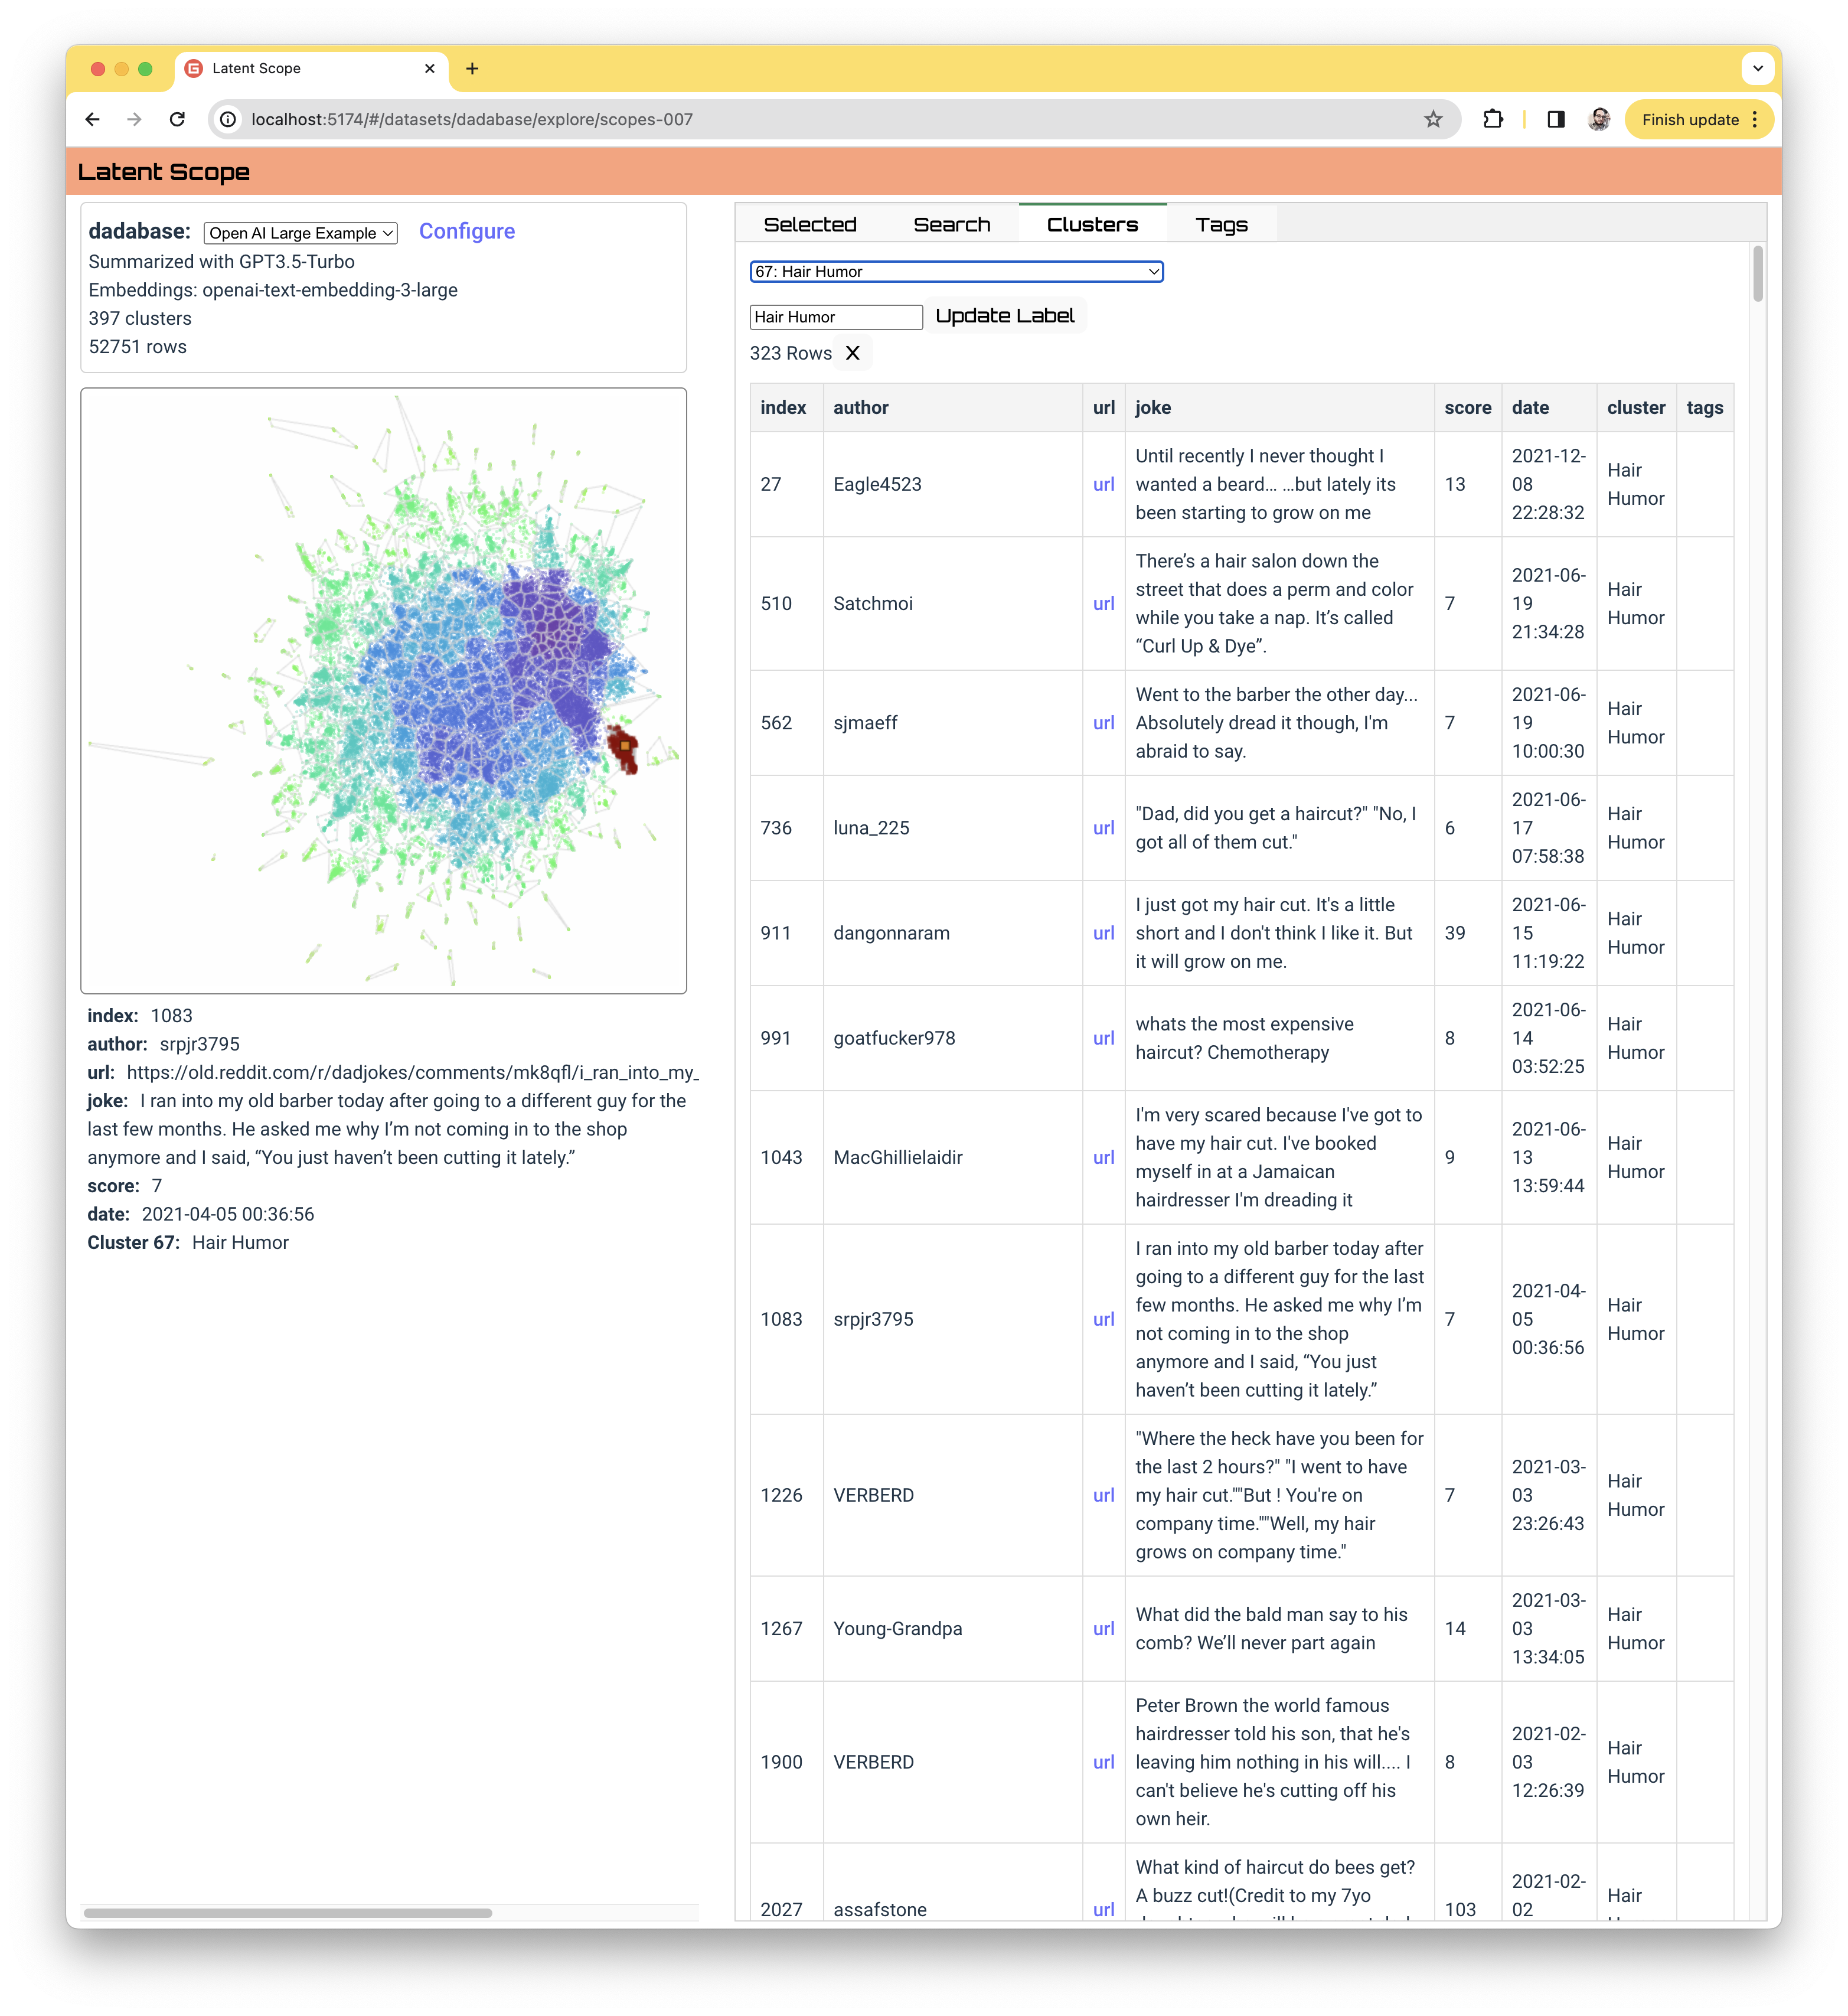 Latent Scope
localhost:5174/#/datasets/dadabase/explore/scopes-007
Finish update
Latent Scope
dadabase: Open AI Large Example Configure
Summarized with GPT3.5-Turbo
Embeddings: openai-text-embedding-3-large
397 clusters
52751 rows
index: 1083
author: srpjr3795
url: https://old.reddit.com/r/dadjokes/comments/mk8qfl/i_ran_into_my_
joke: I ran into my old barber today after going to a different guy for the
last few months. He asked me why I’m not coming in to the shop
anymore and I said, “You just haven’t been cutting it lately.”
score: 7
date: 2021-04-05 00:36:56
Cluster 67: Hair Humor
Selected Search Clusters Tags
67: Hair Humor
Hair Humor Update Label
323 Rows X
index author url joke score date cluster tags
Until recently I never thought I
wanted a beard... ...but lately its
been starting to grow on me
27 Eagle4523 url 13
2021-12-
08
22:28:32
Hair
Humor
There’s a hair salon down the
street that does a perm and color
while you take a nap. It’s called
“Curl Up & Dye”.
510 Satchmoi url 7
2021-06-
19
21:34:28
Hair
Humor
Went to the barber the other day...
Absolutely dread it though, I'm
abraid to say.
562 sjmaeff url 7
2021-06-
19
10:00:30
Hair
Humor
"Dad, did you get a haircut?" "No, I
got all of them cut."
736 luna_225 url 6
2021-06-
17
07:58:38
Hair
Humor
I just got my hair cut. It's a little
short and I don't think I like it. But
it will grow on me.
911 dangonnaram url 39
2021-06-
15
11:19:22
Hair
Humor
whats the most expensive
haircut? Chemotherapy
991 goatfucker978 url 8
2021-06-
14
03:52:25
Hair
Humor
I'm very scared because I've got to
have my hair cut. I've booked
myself in at a Jamaican
hairdresser I'm dreading it
1043 MacGhillielaidir url 9
2021-06-
13
13:59:44
Hair
Humor
I ran into my old barber today after
going to a different guy for the last
few months. He asked me why I’m
not coming in to the shop
anymore and I said, “You just
haven’t been cutting it lately.”
1083 srpjr3795 url 7
2021-04-
05
00:36:56
Hair
Humor
"Where the heck have you been for
the last 2 hours?" "I went to have
my hair cut.""But ! You're on
company time.""Well, my hair
grows on company time."
1226 VERBERD url 7
2021-03-
03
23:26:43
Hair
Humor
What did the bald man say to his
comb? We’ll never part again
1267 Young-Grandpa url 14
2021-03-
03
13:34:05
Hair
Humor
Peter Brown the world famous
hairdresser told his son, that he's
leaving him nothing in his will.... I
can't believe he's cutting off his
own heir.
1900 VERBERD url 8
2021-02-
03
12:26:39
Hair
Humor
What kind of haircut do bees get?
A buzz cut!(Credit to my 7yo
2027 assafstone url 103
2021-02-
02
Hair